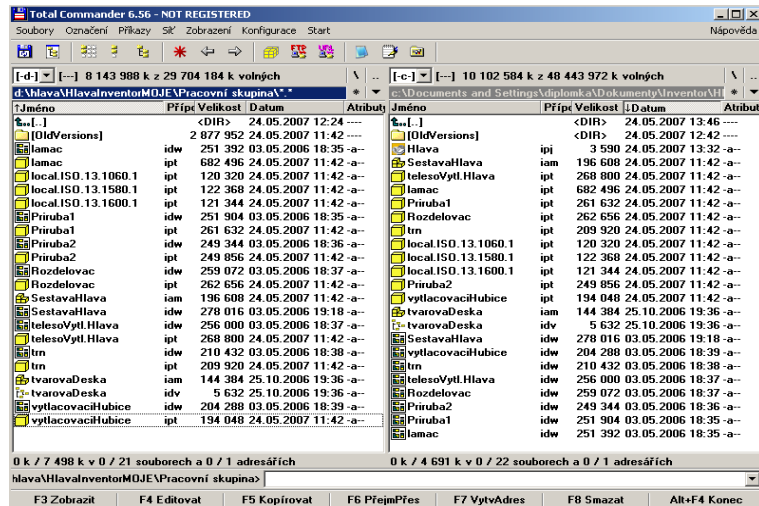 Total Commander 6.56 - NOT REGISTERED
Soubory Označení Příkazy Síť Zobrazení Konfigurace Start Nápověda
[-d-] [---] 8 143 988 k z 29 704 184 k volných \ ..
d:\hlava\HlavaInventorMOJE\Pracovní skupina\*.* * ▼
↑Jméno Přípo Velikost Datum Atributy
[..] <DIR> 24.05.2007 12:24 ----
[OldVersions] 2 877 952 24.05.2007 11:42 ----
lamac idw 251 392 03.05.2006 18:35 -a--
lamac ipt 682 496 24.05.2007 11:42 -a--
local.ISO.13.1060.1 ipt 120 320 24.05.2007 11:42 -a--
local.ISO.13.1580.1 ipt 122 368 24.05.2007 11:42 -a--
local.ISO.13.1600.1 ipt 121 344 24.05.2007 11:42 -a--
Priruba1 idw 251 904 03.05.2006 18:35 -a--
Priruba1 ipt 261 632 24.05.2007 11:42 -a--
Priruba2 idw 249 344 03.05.2006 18:36 -a--
Priruba2 ipt 249 856 24.05.2007 11:42 -a--
Rozdelovac idw 259 072 03.05.2006 18:37 -a--
Rozdelovac ipt 262 656 24.05.2007 11:42 -a--
SestavaHlava iam 196 608 24.05.2007 11:42 -a--
SestavaHlava idw 278 016 03.05.2006 19:18 -a--
telesoVytl.Hlava idw 256 000 03.05.2006 18:37 -a--
telesoVytl.Hlava ipt 268 800 24.05.2007 11:42 -a--
trn idw 210 432 03.05.2006 18:38 -a--
trn ipt 209 920 24.05.2007 11:42 -a--
tvarovaDeska iam 144 384 25.10.2006 19:36 -a--
tvarovaDeska idv 5 632 25.10.2006 19:36 -a--
vytlacovaciHubice idw 204 288 03.05.2006 18:39 -a--
vytlacovaciHubice ipt 194 048 24.05.2007 11:42 -a--
0 k / 7 498 k v 0 / 21 souborech a 0 / 1 adresářích
[-c-] [---] 10 102 584 k z 48 443 972 k volných \ ..
c:\Documents and Settings\diplomka\Dokumenty\Inventor\Hl * ▼
Jméno Přípo Velikost ↓Datum Atribut
[..] <DIR> 24.05.2007 13:46 ----
[OldVersions] <DIR> 24.05.2007 12:42 ----
Hlava ipj 3 590 24.05.2007 13:32 -a--
SestavaHlava iam 196 608 24.05.2007 11:42 -a--
telesoVytl.Hlava ipt 268 800 24.05.2007 11:42 -a--
lamac ipt 682 496 24.05.2007 11:42 -a--
Priruba1 ipt 261 632 24.05.2007 11:42 -a--
Rozdelovac ipt 262 656 24.05.2007 11:42 -a--
trn ipt 209 920 24.05.2007 11:42 -a--
local.ISO.13.1060.1 ipt 120 320 24.05.2007 11:42 -a--
local.ISO.13.1580.1 ipt 122 368 24.05.2007 11:42 -a--
local.ISO.13.1600.1 ipt 121 344 24.05.2007 11:42 -a--
Priruba2 ipt 249 856 24.05.2007 11:42 -a--
vytlacovaciHubice ipt 194 048 24.05.2007 11:42 -a--
tvarovaDeska iam 144 384 25.10.2006 19:36 -a--
tvarovaDeska idv 5 632 25.10.2006 19:36 -a--
SestavaHlava idw 278 016 03.05.2006 19:18 -a--
vytlacovaciHubice idw 204 288 03.05.2006 18:39 -a--
trn idw 210 432 03.05.2006 18:38 -a--
telesoVytl.Hlava idw 256 000 03.05.2006 18:37 -a--
Rozdelovac idw 259 072 03.05.2006 18:37 -a--
Priruba2 idw 249 344 03.05.2006 18:36 -a--
Priruba1 idw 251 904 03.05.2006 18:35 -a--
lamac idw 251 392 03.05.2006 18:35 -a--
0 k / 4 691 k v 0 / 22 souborech a 0 / 1 adresářích
hlava\HlavaInventorMOJE\Pracovní skupina>
F3 Zobrazit F4 Editovat F5 Kopírovat F6 PřejmPřes F7 VytvAdres F8 Smazat Alt+F4 Konec